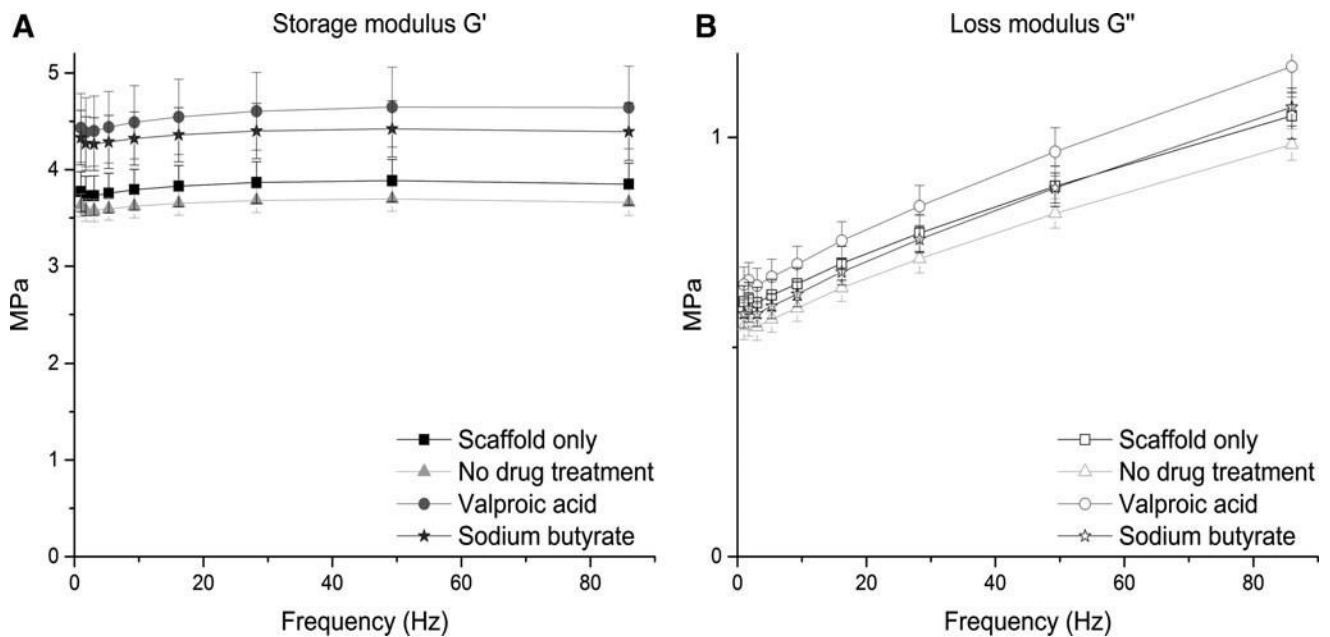 A Storage modulus G'
5
4
3
2
1
0
MPa
Scaffold only
No drug treatment
Valproic acid
Sodium butyrate
0 20 40 60 80
Frequency (Hz)
B Loss modulus G"
1
0
MPa
Scaffold only
No drug treatment
Valproic acid
Sodium butyrate
0 20 40 60 80
Frequency (Hz)